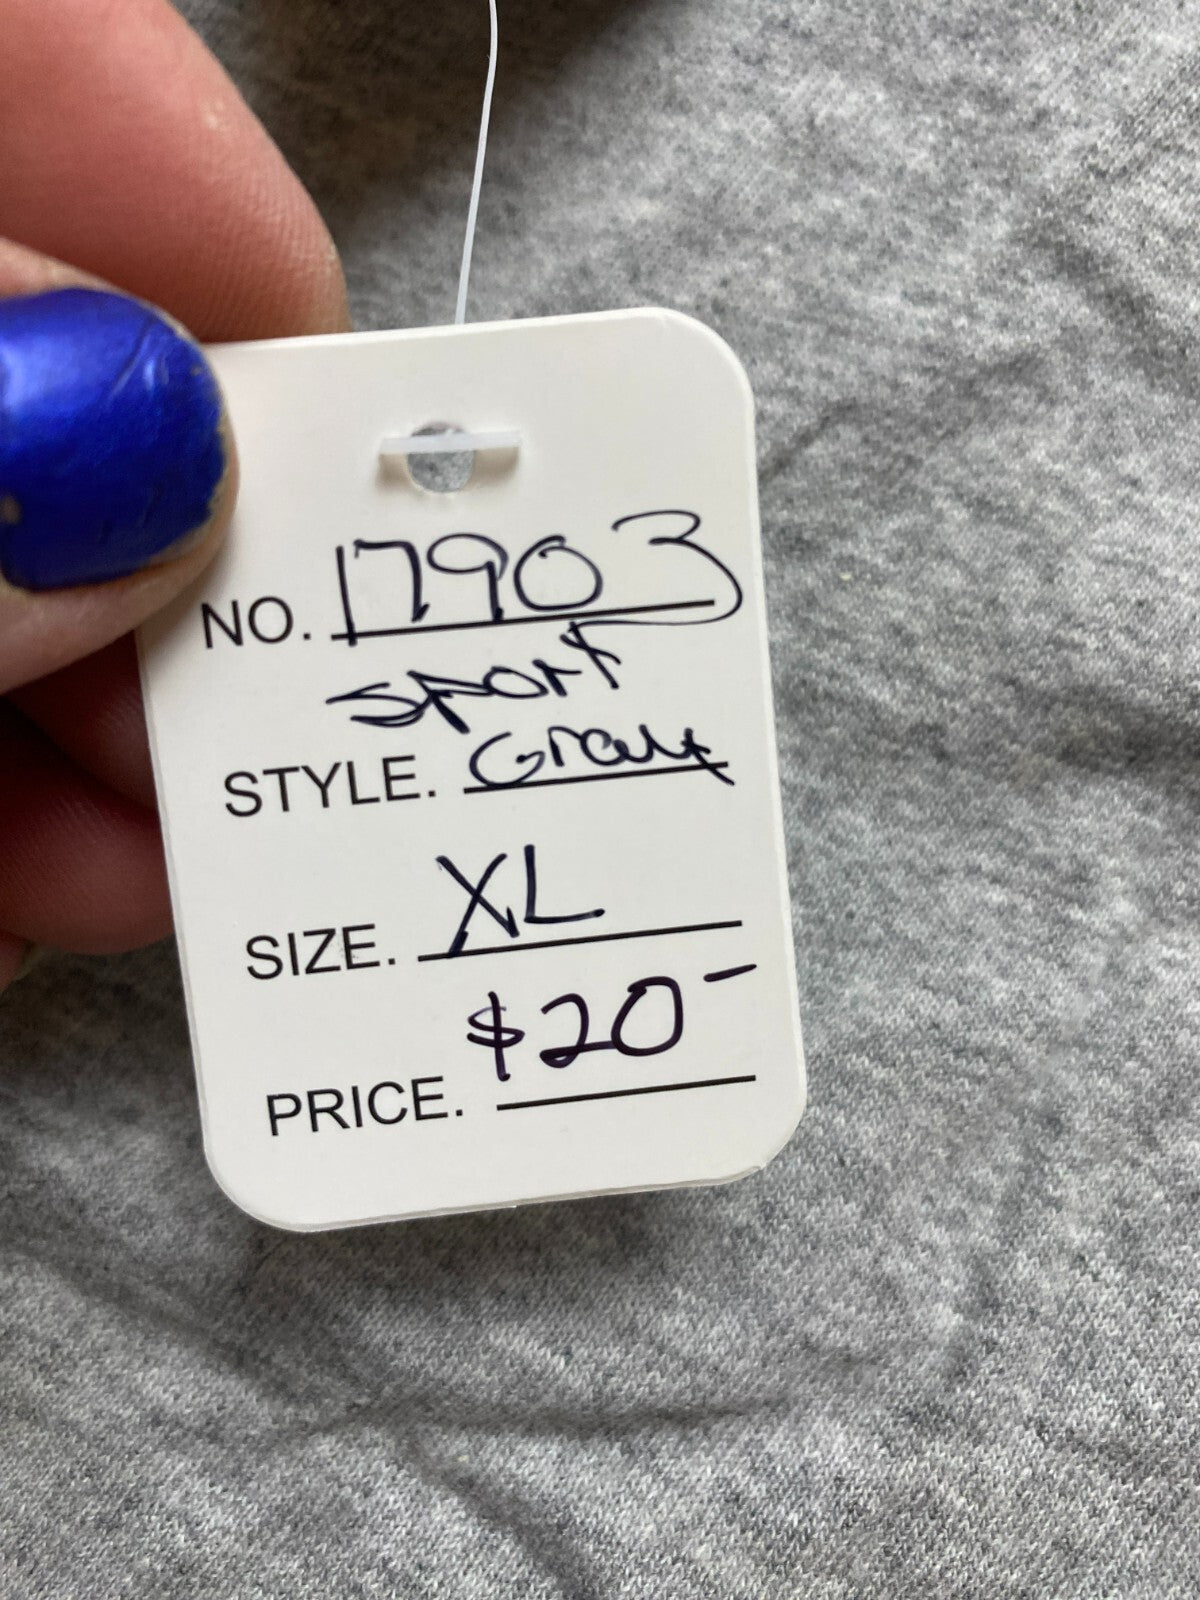 NO. 17903
sport
STYLE. Gray
SIZE. XL
$20-
PRICE.